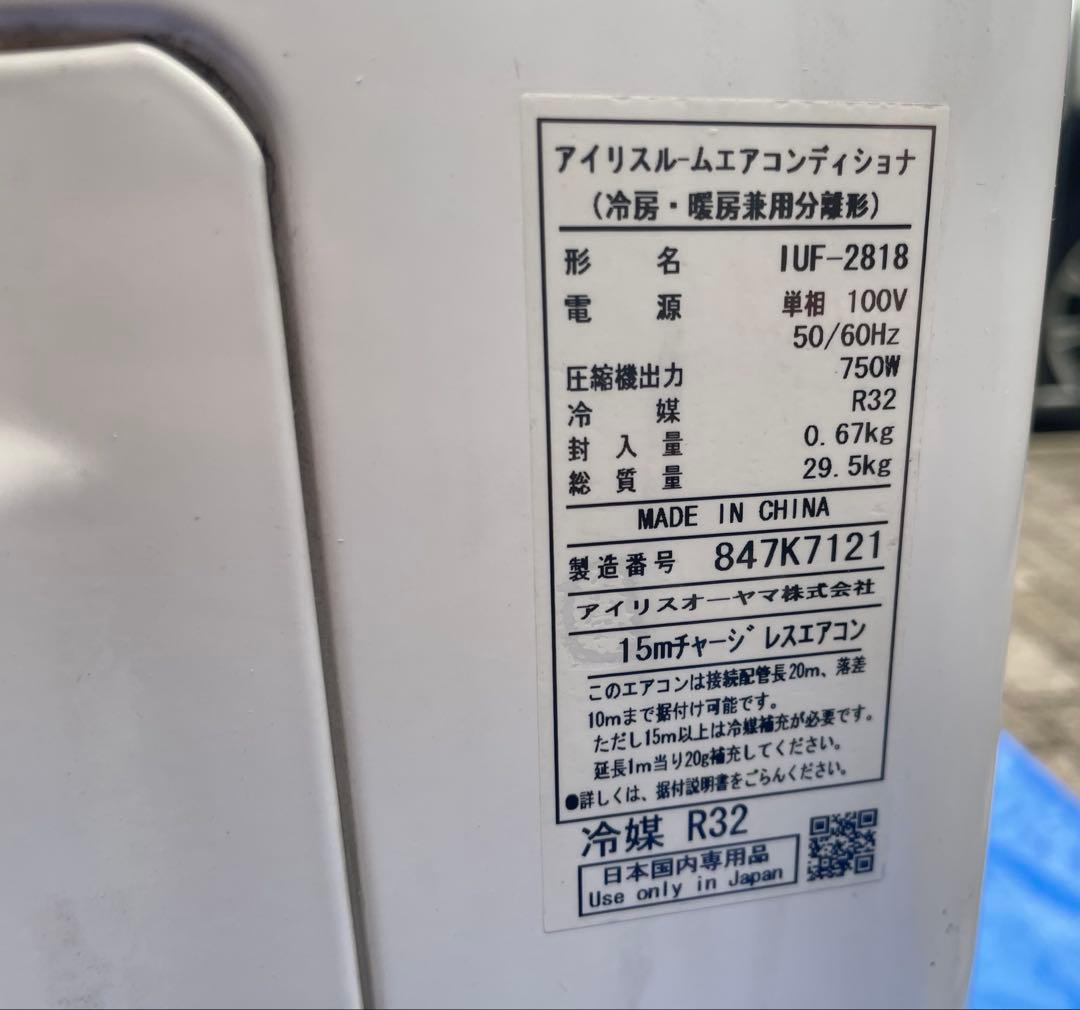 アイリスルームエアコンディショナ
(冷房・暖房兼用分離形)
形名 IUF-2818
電源 単相 100V
50/60Hz
圧縮機出力 750W
冷媒 R32
封入量 0.67kg
総質量 29.5kg
MADE IN CHINA
製造番号 847K7121
アイリスオーヤマ株式会社
15mチャージレスエアコン
このエアコンは接続配管長20m、落差
10mまで据付け可能です。
ただし15m以上は冷媒補充が必要です。
延長1m当り20g補充してください。
●詳しくは、据付説明書をごらんください。
冷媒 R32
日本国内専用品
Use only in Japan